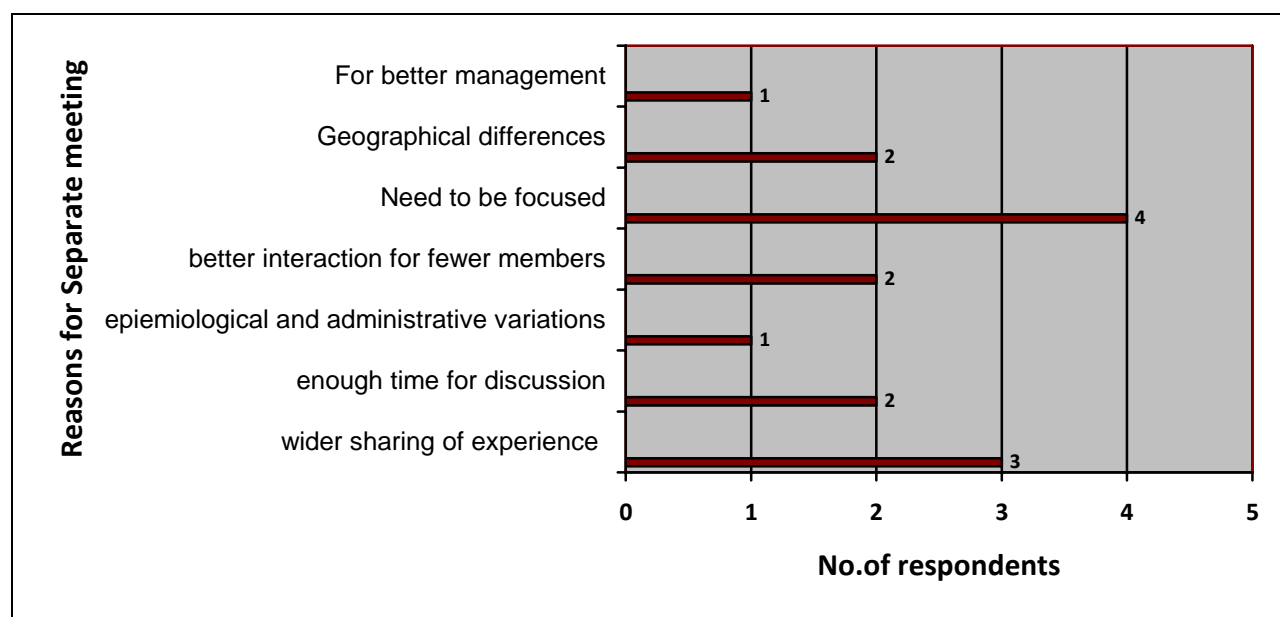 Reasons for Separate meeting
For better management
1
Geographical differences
2
Need to be focused
4
better interaction for fewer members
2
epiemiological and administrative variations
1
enough time for discussion
2
wider sharing of experience
3
0 1 2 3 4 5
No.of respondents